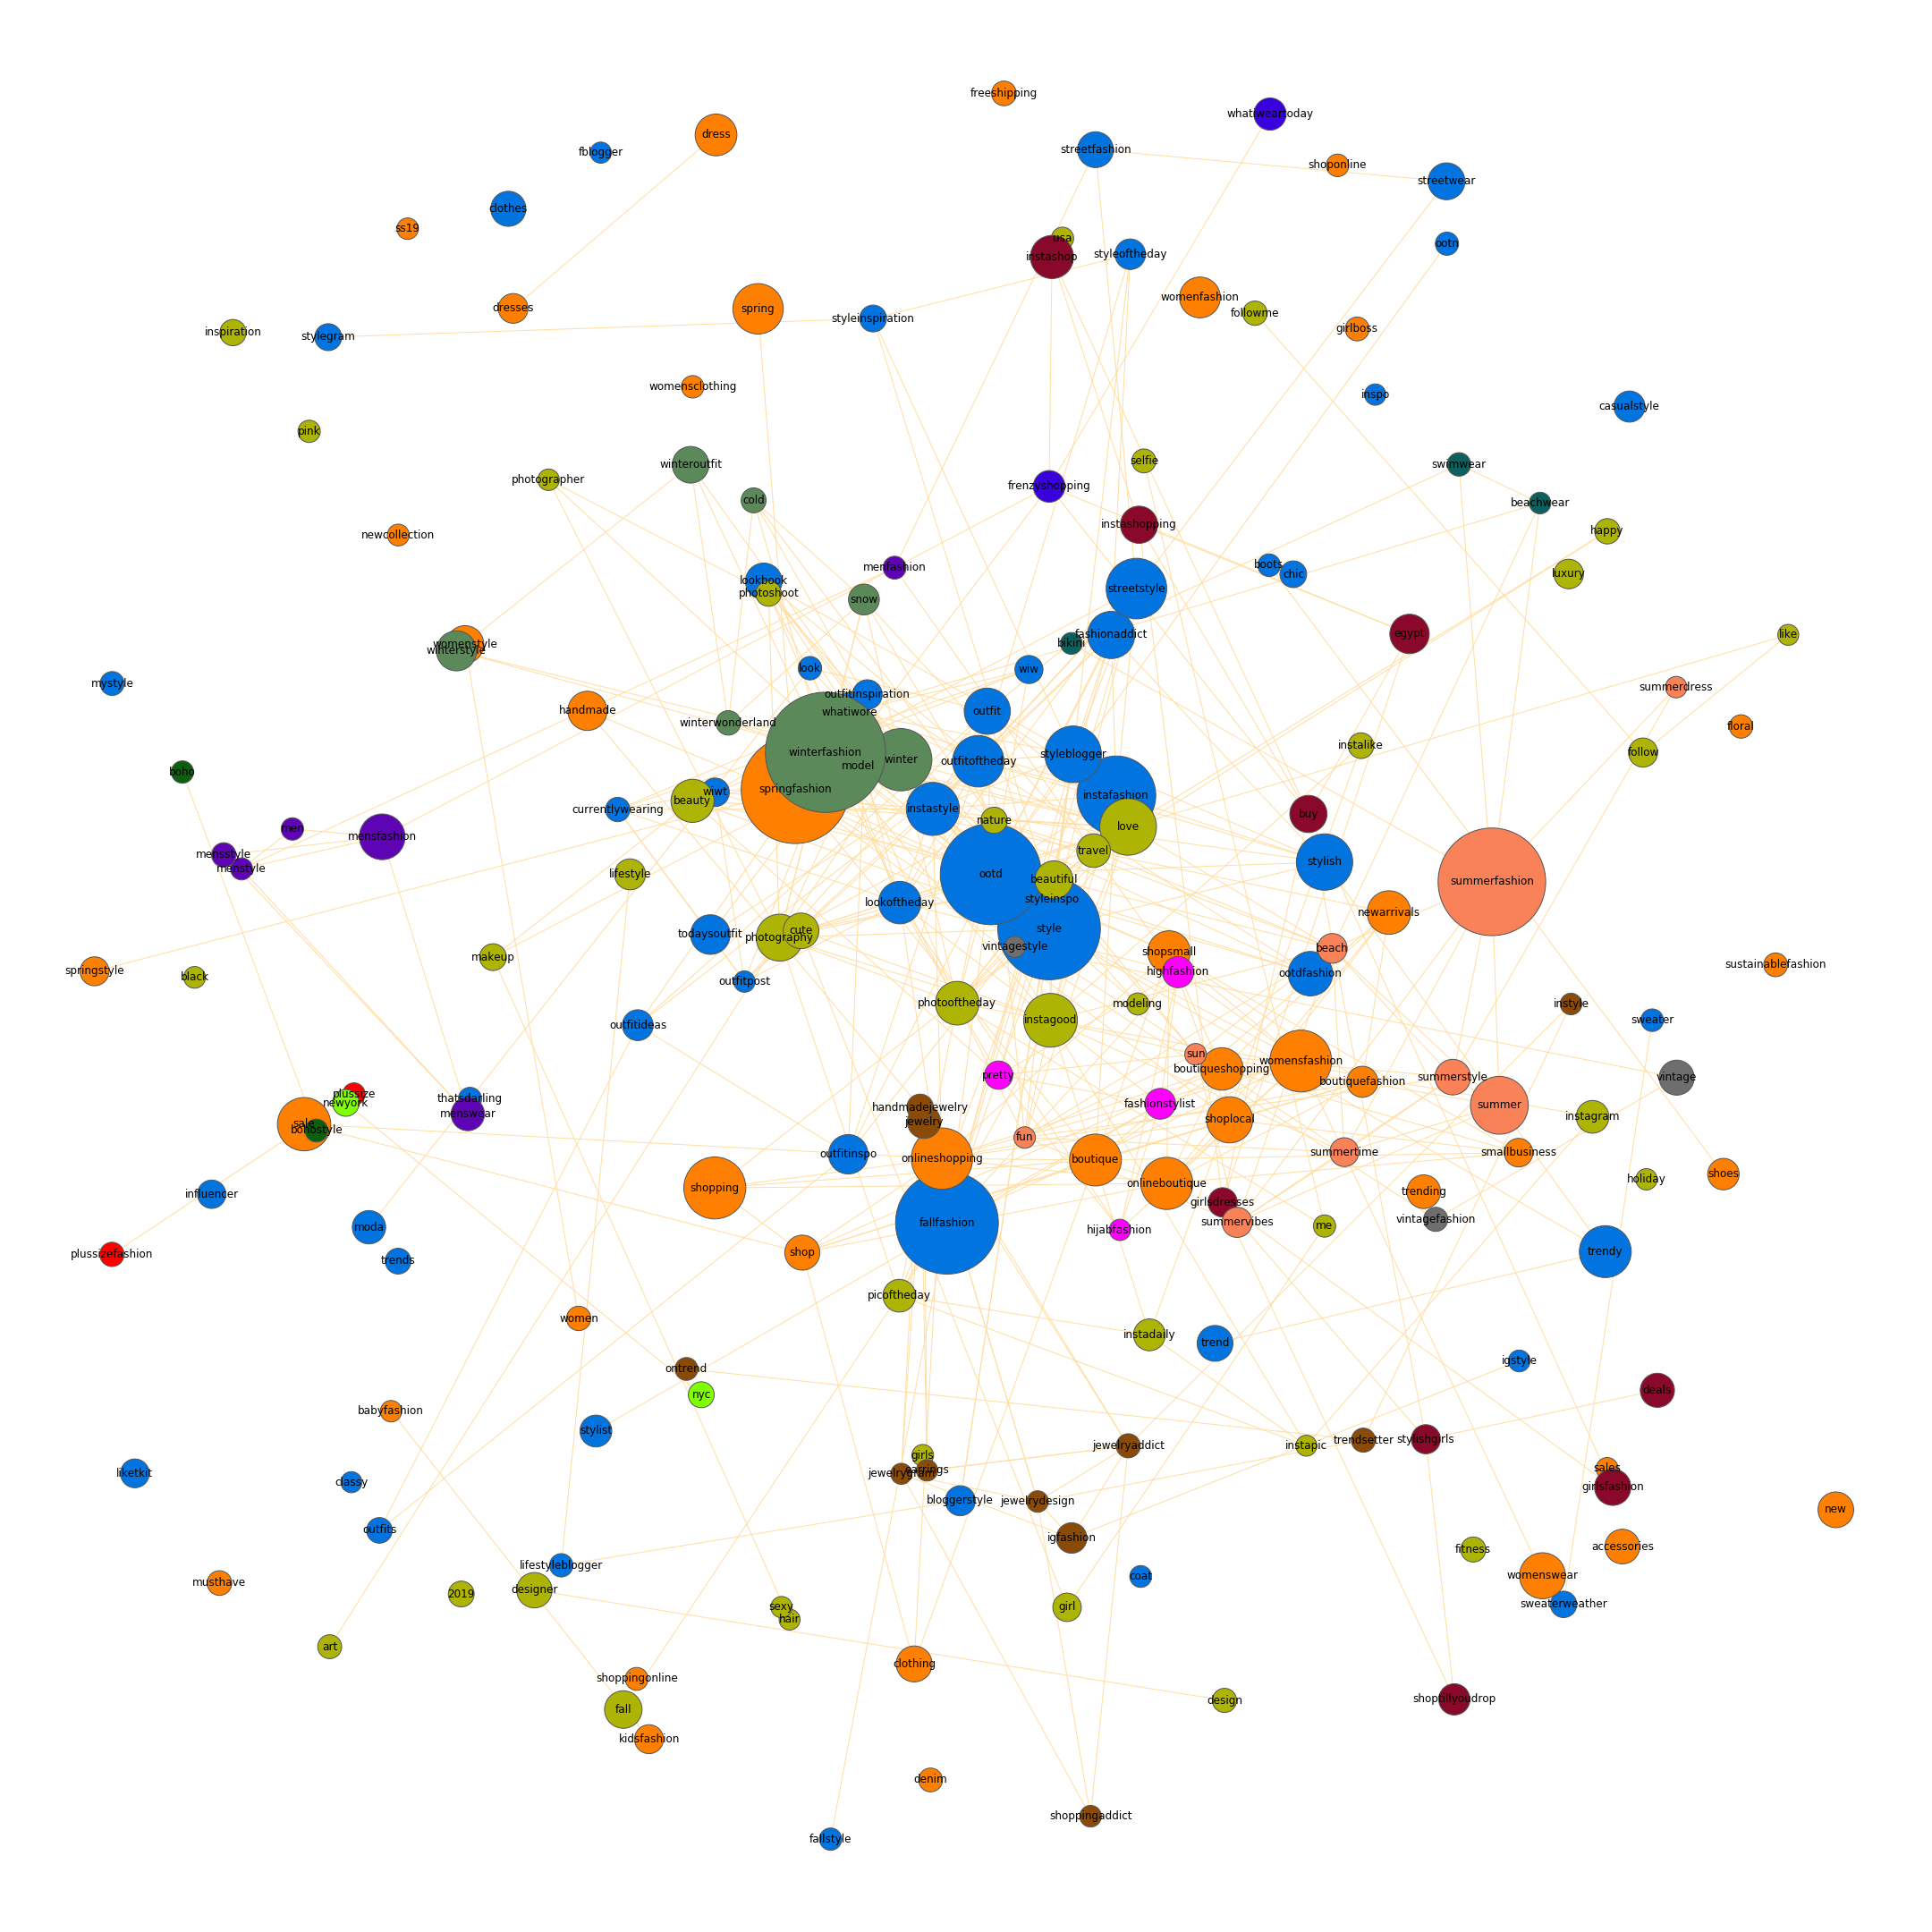 freeshipping
whatiweartoday
dress
streetfashion
fblogger
shoponline
streetwear
clothes
ss19
usa
ootn
instashop
styleoftheday
womenfashion
dresses
spring
followme
styleinspiration
girlboss
inspiration
stylegram
womensclothing
inspo
casualstyle
pink
selfie
winteroutfit
swimwear
photographer
frenzyshopping
cold
beachwear
instashopping
happy
newcollection
boots
menfashion
chic
luxury
lookbook
streetstyle
photoshoot
snow
fashionaddict
egypt
like
bikini
womenstyle
winterstyle
look
wiw
mystyle
summerdress
outfitinspiration
handmade
whatiwore
outfit
winterwonderland
floral
instalike
follow
winterfashion
styleblogger
winter
outfitoftheday
model
boho
springfashion
wiwt
instafashion
beauty
currentlywearing
instastyle
buy
nature
love
men
mensfashion
travel
mensstyle
stylish
menstyle
lifestyle
ootd
beautiful
summerfashion
styleinspo
lookoftheday
newarrivals
style
cute
todaysoutfit
photography
vintagestyle
beach
shopsmall
makeup
sustainablefashion
springstyle
highfashion
ootdfashion
black
outfitpost
photooftheday
modeling
instyle
instagood
sweater
outfitideas
sun
womensfashion
boutiqueshopping
pretty
summerstyle
vintage
boutiquefashion
plussize
thatsdarling
newyork
fashionstylist
summer
handmadejewelry
menswear
instagram
shoplocal
jewelry
sale
bohostyle
fun
outfitinspo
summertime
smallbusiness
onlineshopping
boutique
shoes
holiday
onlineboutique
shopping
trending
influencer
girlsdresses
vintagefashion
summervibes
fallfashion
me
moda
hijabfashion
trendy
shop
plussizefashion
trends
picoftheday
women
instadaily
trend
igstyle
ontrend
deals
nyc
babyfashion
stylist
trendsetter
stylishgirls
jewelryaddict
instapic
girls
sales
earrings
jewelrygram
liketkit
classy
girlsfashion
bloggerstyle
jewelrydesign
new
outfits
igfashion
accessories
fitness
lifestyleblogger
womenswear
coat
musthave
designer
2019
sweaterweather
sexy
girl
hair
art
clothing
shoppingonline
shoptillyoudrop
design
fall
kidsfashion
denim
shoppingaddict
fallstyle